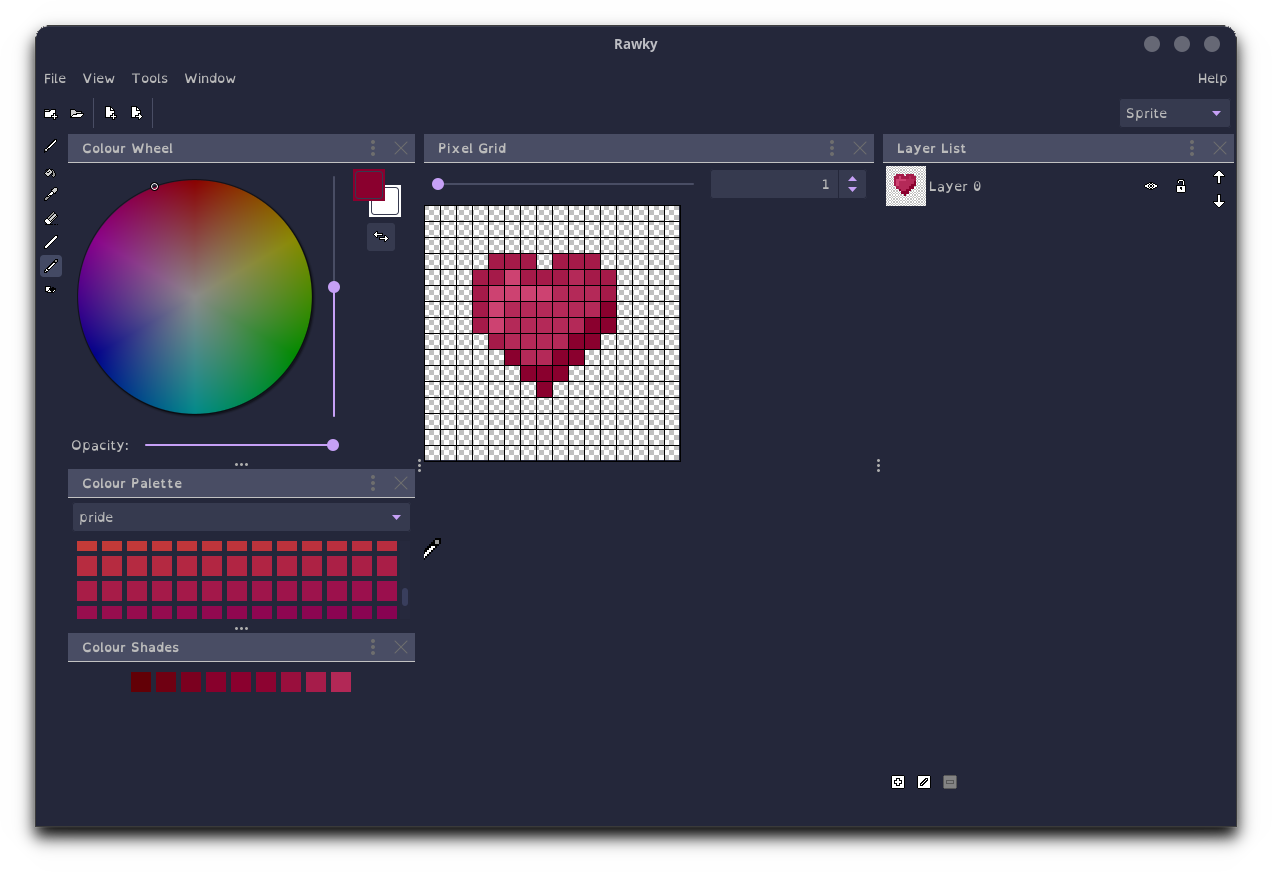 Rawky
File View Tools Window Help
Sprite
Colour Wheel
Pixel Grid
Layer List
1
Layer 0
Opacity:
Colour Palette
pride
Colour Shades